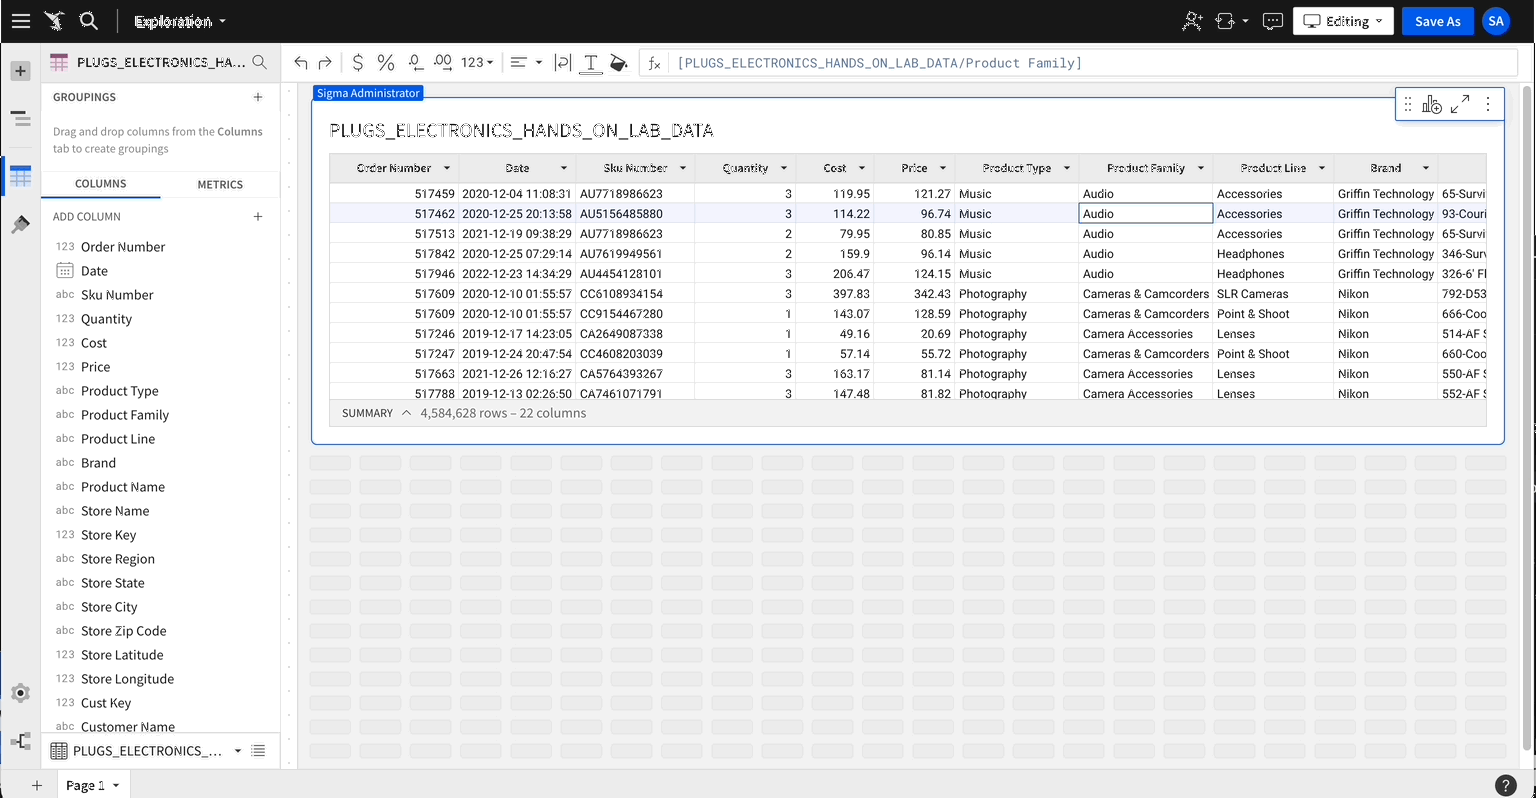 Exploration
Editing
Save As
SA
PLUGS_ELECTRONICS_HA...
$ % .0 .00 123
fx [PLUGS_ELECTRONICS_HANDS_ON_LAB_DATA/Product Family]
GROUPINGS
Drag and drop columns from the Columns
tab to create groupings
COLUMNS METRICS
ADD COLUMN
123 Order Number
Date
abc Sku Number
123 Quantity
123 Cost
123 Price
abc Product Type
abc Product Family
abc Product Line
abc Brand
abc Product Name
abc Store Name
123 Store Key
abc Store Region
abc Store State
abc Store City
abc Store Zip Code
123 Store Latitude
123 Store Longitude
123 Cust Key
abc Customer Name
PLUGS_ELECTRONICS_...
Sigma Administrator
PLUGS_ELECTRONICS_HANDS_ON_LAB_DATA
Order Number Date Sku Number Quantity Cost Price Product Type Product Family Product Line Brand
517459 2020-12-04 11:08:31 AU7718986623 3 119.95 121.27 Music Audio Accessories Griffin Technology 65-Survi
517462 2020-12-25 20:13:58 AU5156485880 3 114.22 96.74 Music Audio Accessories Griffin Technology 93-Couri
517513 2021-12-19 09:38:29 AU7718986623 2 79.95 80.85 Music Audio Accessories Griffin Technology 65-Survi
517842 2020-12-25 07:29:14 AU7619949561 2 159.9 96.14 Music Audio Headphones Griffin Technology 346-Surv
517946 2022-12-23 14:34:29 AU4454128101 3 206.47 124.15 Music Audio Headphones Griffin Technology 326-6' Fl
517609 2020-12-10 01:55:57 CC6108934154 3 397.83 342.43 Photography Cameras & Camcorders SLR Cameras Nikon 792-D53
517609 2020-12-10 01:55:57 CC9154467280 1 143.07 128.59 Photography Cameras & Camcorders Point & Shoot Nikon 666-Coo
517246 2019-12-17 14:23:05 CA2649087338 1 49.16 20.69 Photography Camera Accessories Lenses Nikon 514-AF S
517247 2019-12-24 20:47:54 CC4608203039 1 57.14 55.72 Photography Cameras & Camcorders Point & Shoot Nikon 660-Coo
517663 2021-12-26 12:16:27 CA5764393267 3 163.17 81.14 Photography Camera Accessories Lenses Nikon 550-AF S
517788 2019-12-13 02:26:50 CA7461071791 3 147.48 81.82 Photography Camera Accessories Lenses Nikon 552-AF S
SUMMARY 4,584,628 rows – 22 columns
Page 1
?